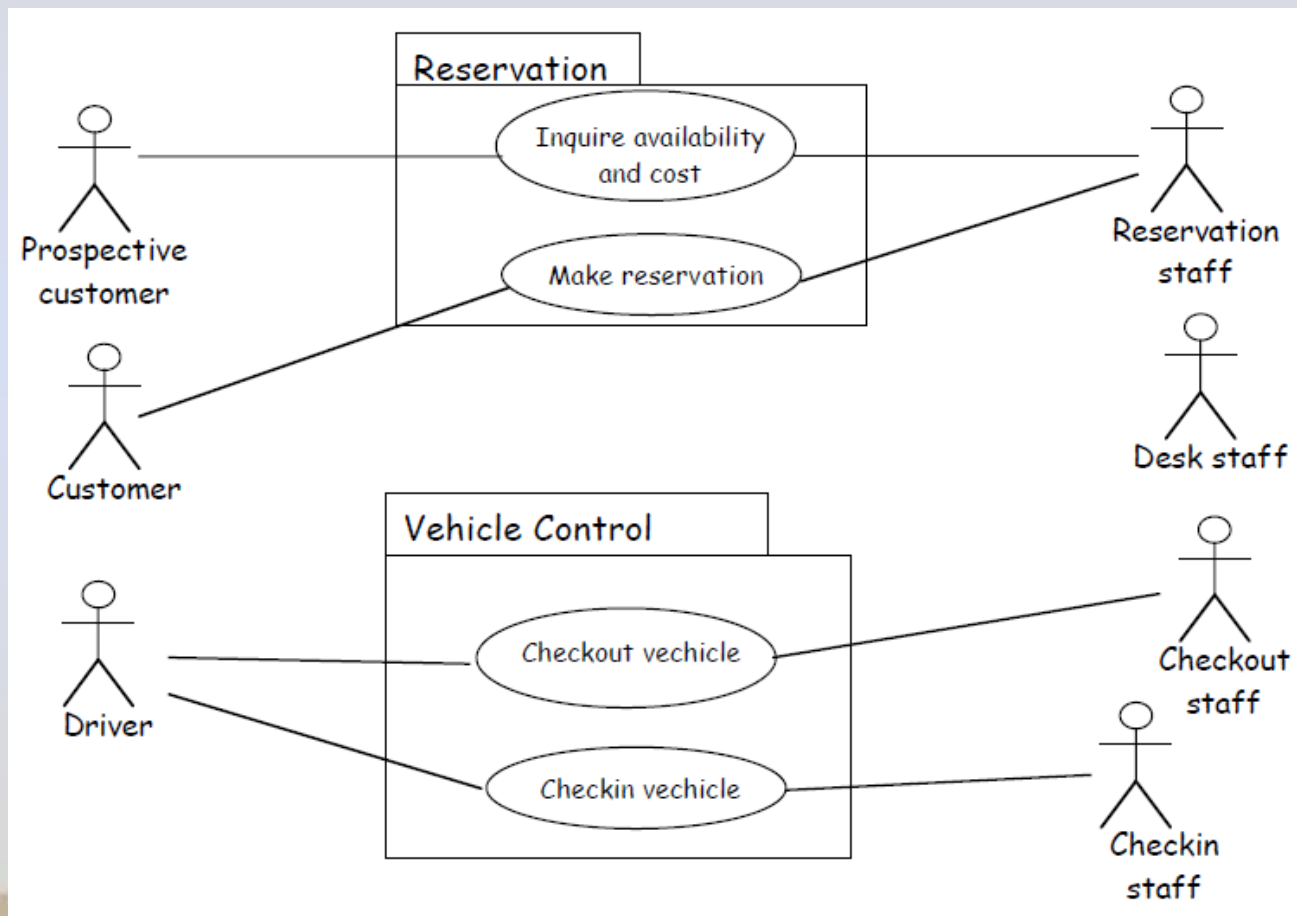 Reservation
Inquire availability
and cost
Prospective
customer
Reservation
staff
Make reservation
Customer
Desk staff
Vehicle Control
Checkout vechicle
Checkout
staff
Driver
Checkin vechicle
Checkin
staff